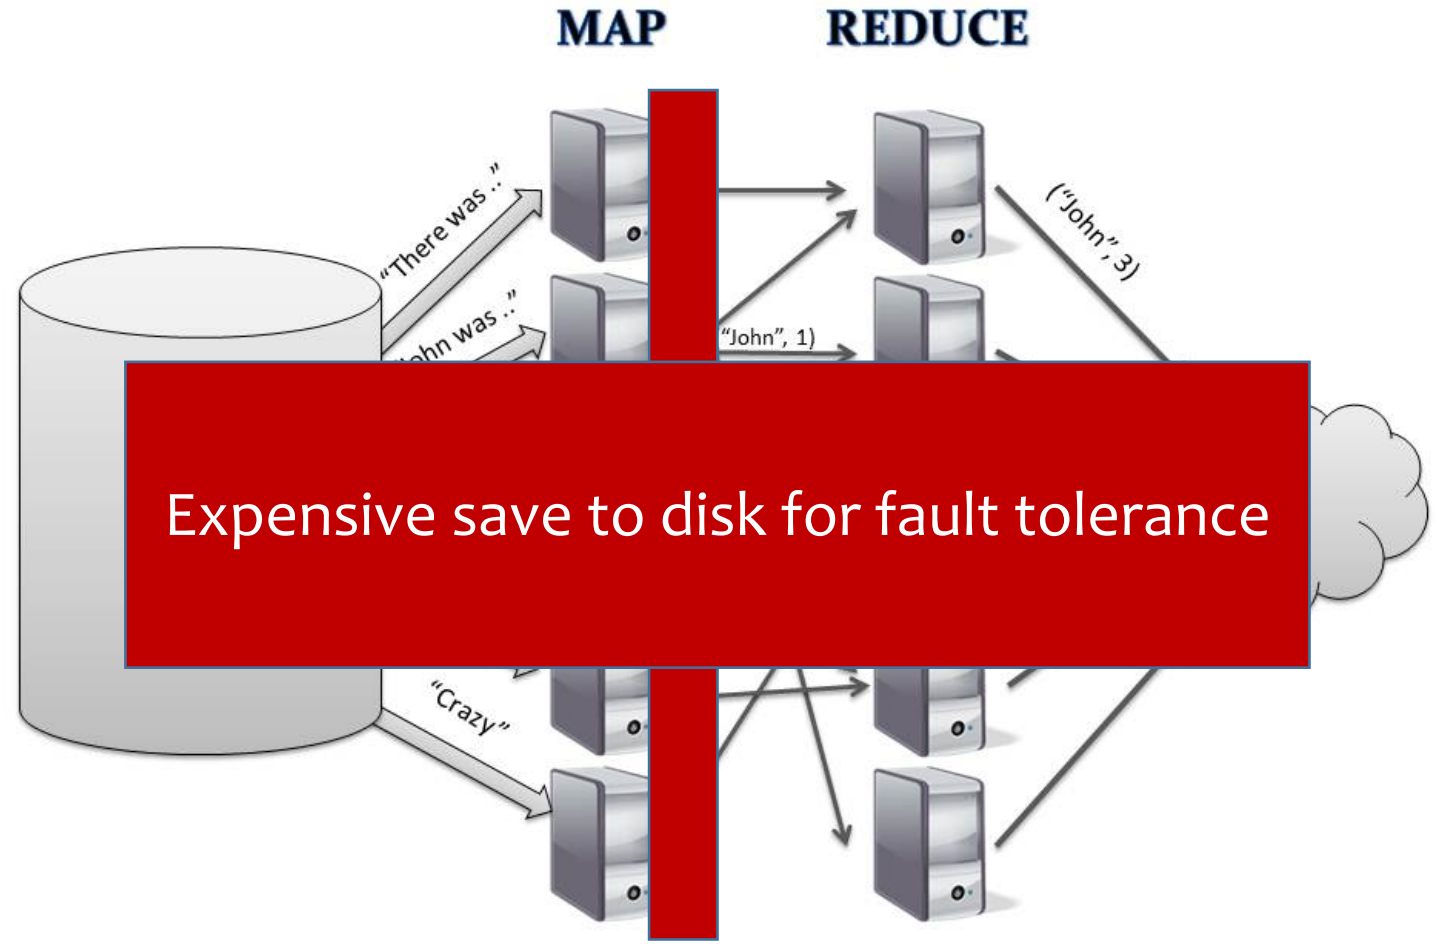 MAP REDUCE
“There was ..”
(“John”, 3)
was ..”
“John”, 1)
Expensive save to disk for fault tolerance
“Crazy”